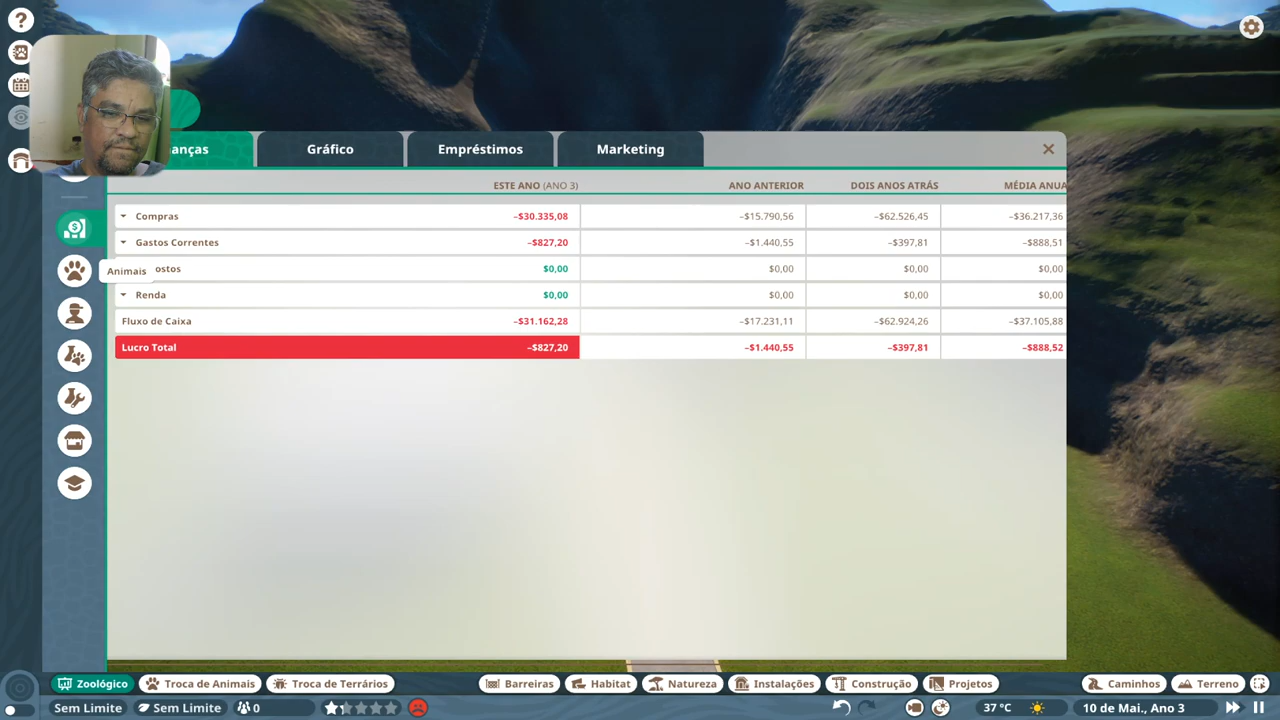 ?
anças
Gráfico
Empréstimos
Marketing
ESTE ANO (ANO 3) ANO ANTERIOR DOIS ANOS ATRÁS MÉDIA ANUA
Compras –$30.335,08 –$15.790,56 –$62.526,45 –$36.217,36
Gastos Correntes –$827,20 –$1.440,55 –$397,81 –$888,51
Animais
ostos $0,00 $0,00 $0,00 $0,00
Renda $0,00 $0,00 $0,00 $0,00
Fluxo de Caixa –$31.162,28 –$17.231,11 –$62.924,26 –$37.105,88
Lucro Total –$827,20 –$1.440,55 –$397,81 –$888,52
Zoológico Troca de Animais Troca de Terrários Barreiras Habitat Natureza Instalações Construção Projetos Caminhos Terreno
Sem Limite Sem Limite 0 37 ºC 10 de Mai., Ano 3